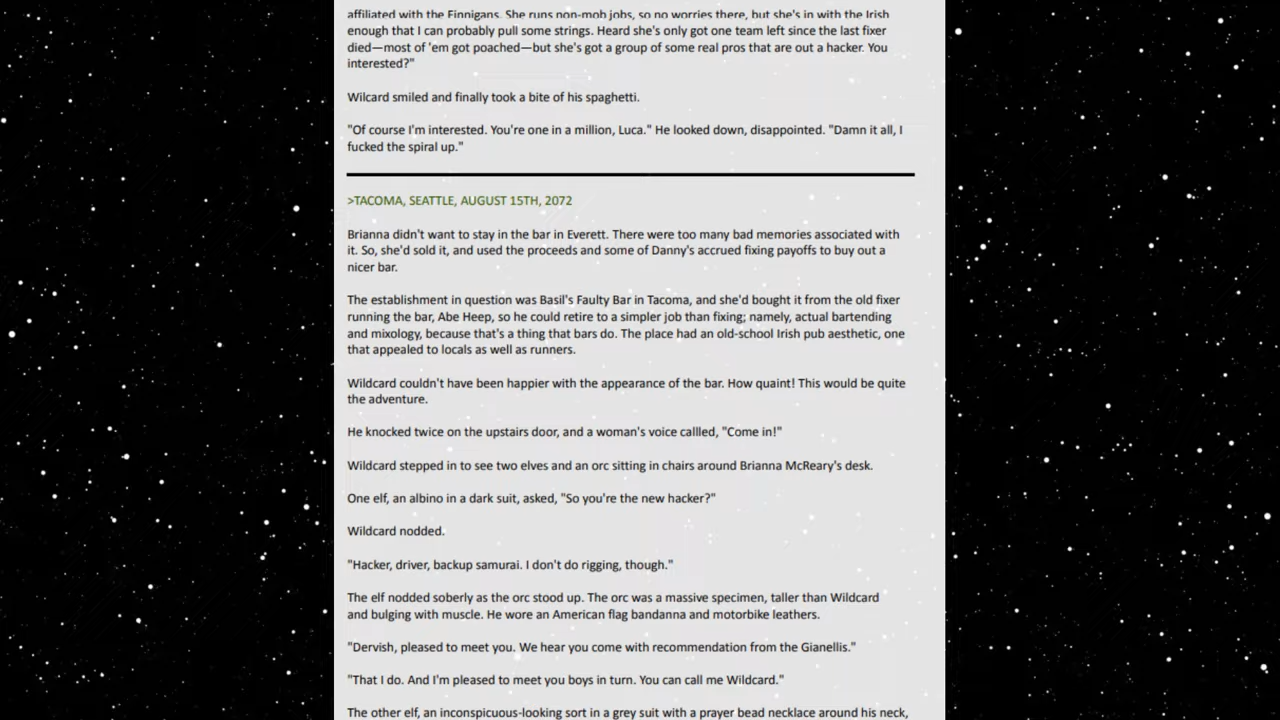 affiliated with the Finnigans. She runs non-mob jobs, so no worries there, but she's in with the Irish
enough that I can probably pull some strings. Heard she's only got one team left since the last fixer
died—most of 'em got poached—but she's got a group of some real pros that are out a hacker. You
interested?"
Wilcard smiled and finally took a bite of his spaghetti.
"Of course I'm interested. You're one in a million, Luca." He looked down, disappointed. "Damn it all, I
fucked the spiral up."
>TACOMA, SEATTLE, AUGUST 15TH, 2072
Brianna didn't want to stay in the bar in Everett. There were too many bad memories associated with
it. So, she'd sold it, and used the proceeds and some of Danny's accrued fixing payoffs to buy out a
nicer bar.
The establishment in question was Basil's Faulty Bar in Tacoma, and she'd bought it from the old fixer
running the bar, Abe Heep, so he could retire to a simpler job than fixing; namely, actual bartending
and mixology, because that's a thing that bars do. The place had an old-school Irish pub aesthetic, one
that appealed to locals as well as runners.
Wildcard couldn't have been happier with the appearance of the bar. How quaint! This would be quite
the adventure.
He knocked twice on the upstairs door, and a woman's voice callled, "Come in!"
Wildcard stepped in to see two elves and an orc sitting in chairs around Brianna McReary's desk.
One elf, an albino in a dark suit, asked, "So you're the new hacker?"
Wildcard nodded.
"Hacker, driver, backup samurai. I don't do rigging, though."
The elf nodded soberly as the orc stood up. The orc was a massive specimen, taller than Wildcard
and bulging with muscle. He wore an American flag bandanna and motorbike leathers.
"Dervish, pleased to meet you. We hear you come with recommendation from the Gianellis."
"That I do. And I'm pleased to meet you boys in turn. You can call me Wildcard."
The other elf, an inconspicuous-looking sort in a grey suit with a prayer bead necklace around his neck,